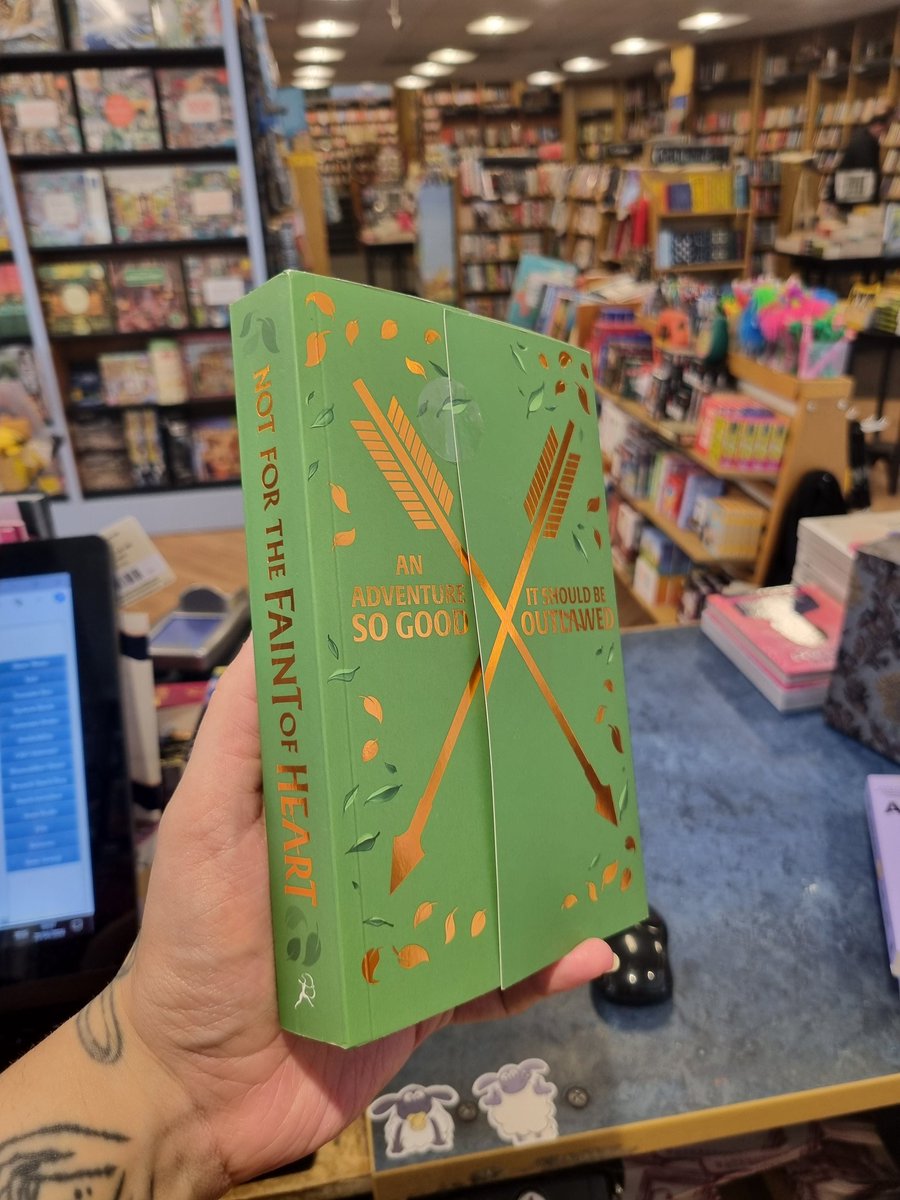 NOT FOR THE FAINT OF HEART
AN
ADVENTURE
SO GOOD
IT SHOULD BE
OUTLAWED